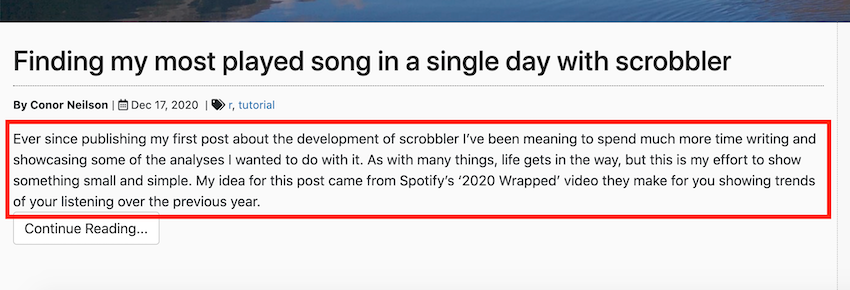 Finding my most played song in a single day with scrobbler
By Conor Neilson | Dec 17, 2020 | r, tutorial
Ever since publishing my first post about the development of scrobbler I've been meaning to spend much more time writing and
showcasing some of the analyses I wanted to do with it. As with many things, life gets in the way, but this is my effort to show
something small and simple. My idea for this post came from Spotify's ‘2020 Wrapped’ video they make for you showing trends
of your listening over the previous year.
Continue Reading...